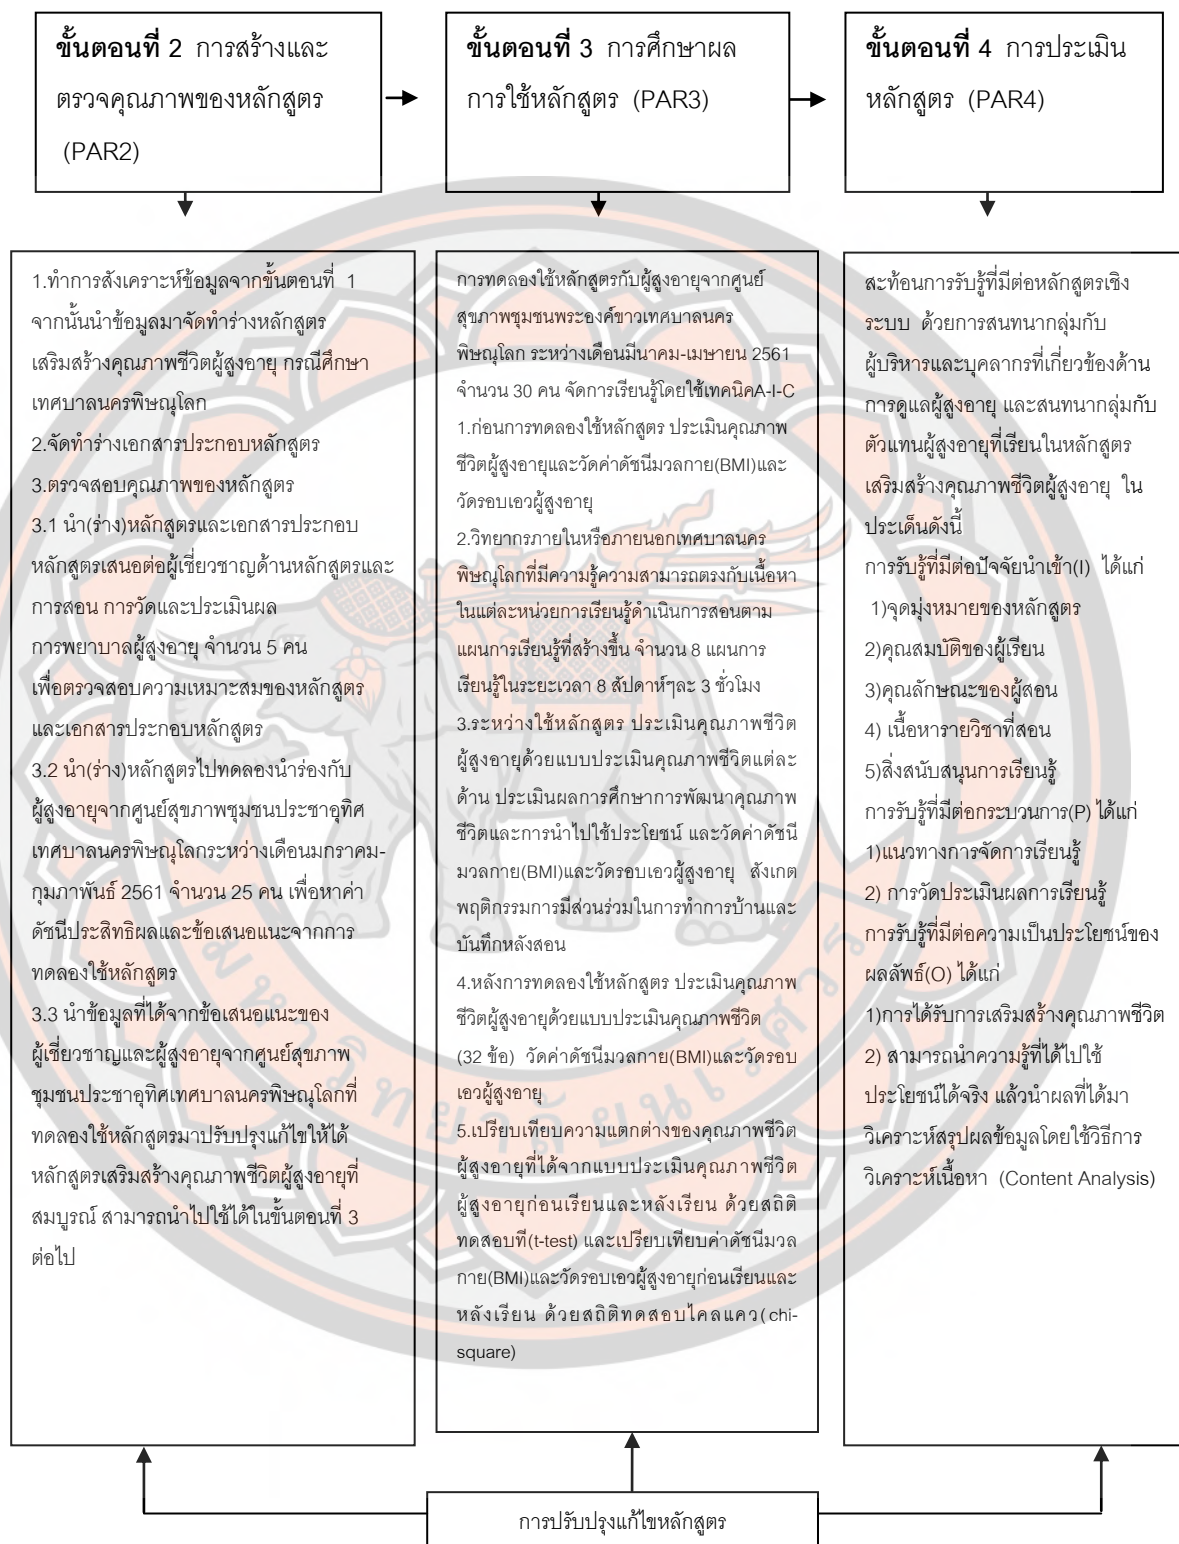 ขั้นตอนที่ 2 การสร้างและ
ตรวจคุณภาพของหลักสูตร
(PAR2)
ขั้นตอนที่ 3 การศึกษาผล
การใช้หลักสูตร (PAR3)
ขั้นตอนที่ 4 การประเมิน
หลักสูตร (PAR4)
1.ทำการสังเคราะห์ข้อมูลจากขั้นตอนที่ 1
จากนั้นนำข้อมูลมาจัดทำร่างหลักสูตร
เสริมสร้างคุณภาพชีวิตผู้สูงอายุ กรณีศึกษา
เทศบาลนครพิษณุโลก
2.จัดทำร่างเอกสารประกอบหลักสูตร
3.ตรวจสอบคุณภาพของหลักสูตร
3.1 นำ(ร่าง)หลักสูตรและเอกสารประกอบ
หลักสูตรเสนอต่อผู้เชี่ยวชาญด้านหลักสูตรและ
การสอน การวัดและประเมินผล
การพยาบาลผู้สูงอายุ จำนวน 5 คน
เพื่อตรวจสอบความเหมาะสมของหลักสูตร
และเอกสารประกอบหลักสูตร
3.2 นำ(ร่าง)หลักสูตรไปทดลองนำร่องกับ
ผู้สูงอายุจากศูนย์สุขภาพชุมชนประชาอุทิศ
เทศบาลนครพิษณุโลกระหว่างเดือนมกราคม-
กุมภาพันธ์ 2561 จำนวน 25 คน เพื่อหาค่า
ดัชนีประสิทธิผลและข้อเสนอแนะจากการ
ทดลองใช้หลักสูตร
3.3 นำข้อมูลที่ได้จากข้อเสนอแนะของ
ผู้เชี่ยวชาญและผู้สูงอายุจากศูนย์สุขภาพ
ชุมชนประชาอุทิศเทศบาลนครพิษณุโลกที่
ทดลองใช้หลักสูตรมาปรับปรุงแก้ไขให้ได้
หลักสูตรเสริมสร้างคุณภาพชีวิตผู้สูงอายุที่
สมบูรณ์ สามารถนำไปใช้ได้ในขั้นตอนที่ 3
ต่อไป
การทดลองใช้หลักสูตรกับผู้สูงอายุจากศูนย์
สุขภาพชุมชนพระองค์ขาวเทศบาลนคร
พิษณุโลก ระหว่างเดือนมีนาคม-เมษายน 2561
จำนวน 30 คน จัดการเรียนรู้โดยใช้เทคนิคA-I-C
1.ก่อนการทดลองใช้หลักสูตร ประเมินคุณภาพ
ชีวิตผู้สูงอายุและวัดค่าดัชนีมวลกาย(BMI)และ
วัดรอบเอวผู้สูงอายุ
2.วิทยากรภายในหรือภายนอกเทศบาลนคร
พิษณุโลกที่มีความรู้ความสามารถตรงกับเนื้อหา
ในแต่ละหน่วยการเรียนรู้ดำเนินการสอนตาม
แผนการเรียนรู้ที่สร้างขึ้น จำนวน 8 แผนการ
เรียนรู้ในระยะเวลา 8 สัปดาห์ๆละ 3 ชั่วโมง
3.ระหว่างใช้หลักสูตร ประเมินคุณภาพชีวิต
ผู้สูงอายุด้วยแบบประเมินคุณภาพชีวิตแต่ละ
ด้าน ประเมินผลการศึกษาการพัฒนาคุณภาพ
ชีวิตและการนำไปใช้ประโยชน์ และวัดค่าดัชนี
มวลกาย(BMI)และวัดรอบเอวผู้สูงอายุ สังเกต
พฤติกรรมการมีส่วนร่วมในการทำการบ้านและ
บันทึกหลังสอน
4.หลังการทดลองใช้หลักสูตร ประเมินคุณภาพ
ชีวิตผู้สูงอายุด้วยแบบประเมินคุณภาพชีวิต
(32 ข้อ) วัดค่าดัชนีมวลกาย(BMI)และวัดรอบ
เอวผู้สูงอายุ
5.เปรียบเทียบความแตกต่างของคุณภาพชีวิต
ผู้สูงอายุที่ได้จากแบบประเมินคุณภาพชีวิต
ผู้สูงอายุก่อนเรียนและหลังเรียน ด้วยสถิติ
ทดสอบที(t-test) และเปรียบเทียบค่าดัชนีมวล
กาย(BMI)และวัดรอบเอวผู้สูงอายุก่อนเรียนและ
หลังเรียน ด้วยสถิติทดสอบไคลแคว(chi-
square)
สะท้อนการรับรู้ที่มีต่อหลักสูตรเชิง
ระบบ ด้วยการสนทนากลุ่มกับ
ผู้บริหารและบุคลากรที่เกี่ยวข้องด้าน
การดูแลผู้สูงอายุ และสนทนากลุ่มกับ
ตัวแทนผู้สูงอายุที่เรียนในหลักสูตร
เสริมสร้างคุณภาพชีวิตผู้สูงอายุ ใน
ประเด็นดังนี้
การรับรู้ที่มีต่อปัจจัยนำเข้า(I) ได้แก่
1)จุดมุ่งหมายของหลักสูตร
2)คุณสมบัติของผู้เรียน
3)คุณลักษณะของผู้สอน
4) เนื้อหารายวิชาที่สอน
5)สิ่งสนับสนุนการเรียนรู้
การรับรู้ที่มีต่อกระบวนการ(P) ได้แก่
1)แนวทางการจัดการเรียนรู้
2) การวัดประเมินผลการเรียนรู้
การรับรู้ที่มีต่อความเป็นประโยชน์ของ
ผลลัพธ์(O) ได้แก่
1)การได้รับการเสริมสร้างคุณภาพชีวิต
2) สามารถนำความรู้ที่ได้ไปใช้
ประโยชน์ได้จริง แล้วนำผลที่ได้มา
วิเคราะห์สรุปผลข้อมูลโดยใช้วิธีการ
วิเคราะห์เนื้อหา (Content Analysis)
การปรับปรุงแก้ไขหลักสูตร
มหาวิทยาลัยนเรศวร